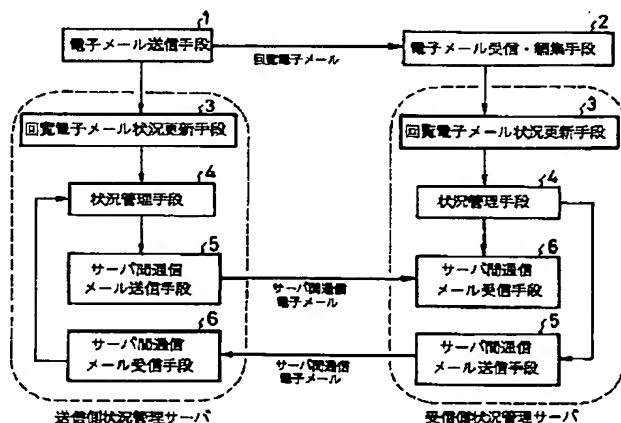 1
電子メール送信手段
回覧電子メール
2
電子メール受信・編集手段
3
回覧電子メール状況更新手段
4
状況管理手段
5
サーバ間通信
メール送信手段
6
サーバ間通信
メール受信手段
送信側状況管理サーバ
サーバ間通信
電子メール
サーバ間通信
電子メール
3
回覧電子メール状況更新手段
4
状況管理手段
6
サーバ間通信
メール受信手段
5
サーバ間通信
メール送信手段
受信側状況管理サーバ